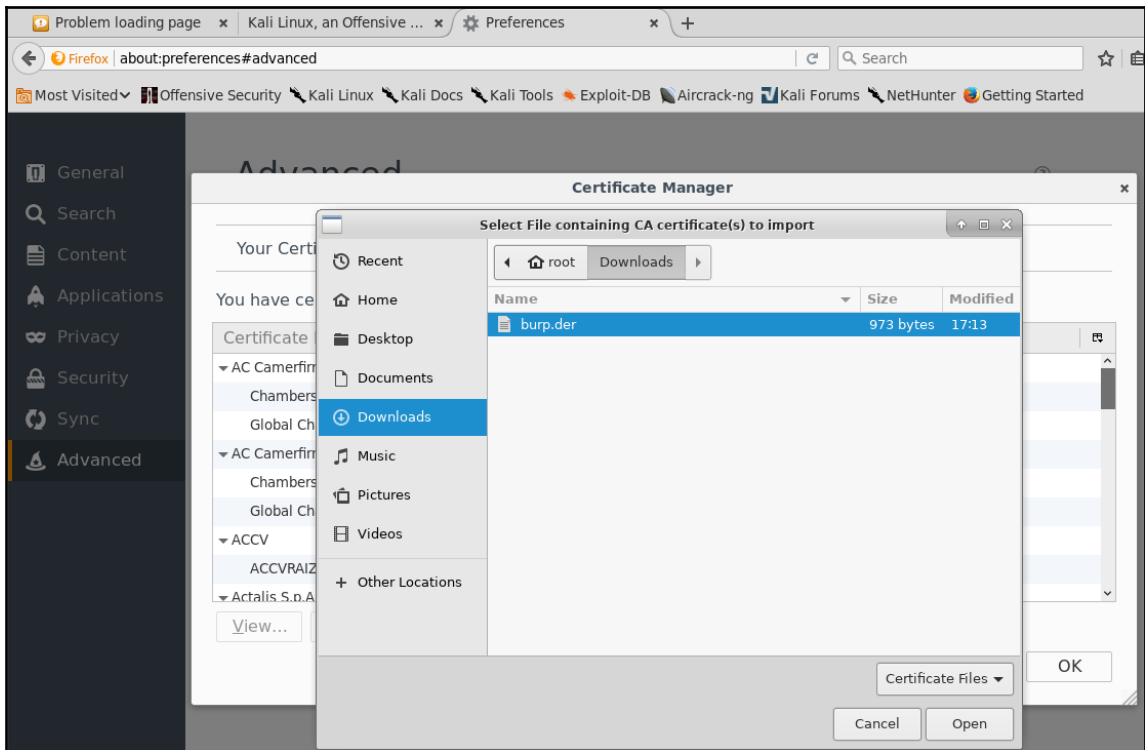 Problem loading page × Kali Linux, an Offensive ... × Preferences × +
Firefox about:preferences#advanced Search
Most Visited Offensive Security Kali Linux Kali Docs Kali Tools Exploit-DB Aircrack-ng Kali Forums NetHunter Getting Started
General
Search
Content
Applications
Privacy
Security
Sync
Advanced
Advanced
Certificate Manager ×
Your Certi
You have ce
Certificate
AC Camerfirm
Chambers
Global Ch
AC Camerfirm
Chambers
Global Ch
ACCV
ACCVRAIZ
Actalis S.p.A
View...
OK
Select File containing CA certificate(s) to import
Recent
Home
Desktop
Documents
Downloads
Music
Pictures
Videos
+ Other Locations
root Downloads
Name Size Modified
burp.der 973 bytes 17:13
Certificate Files
Cancel Open